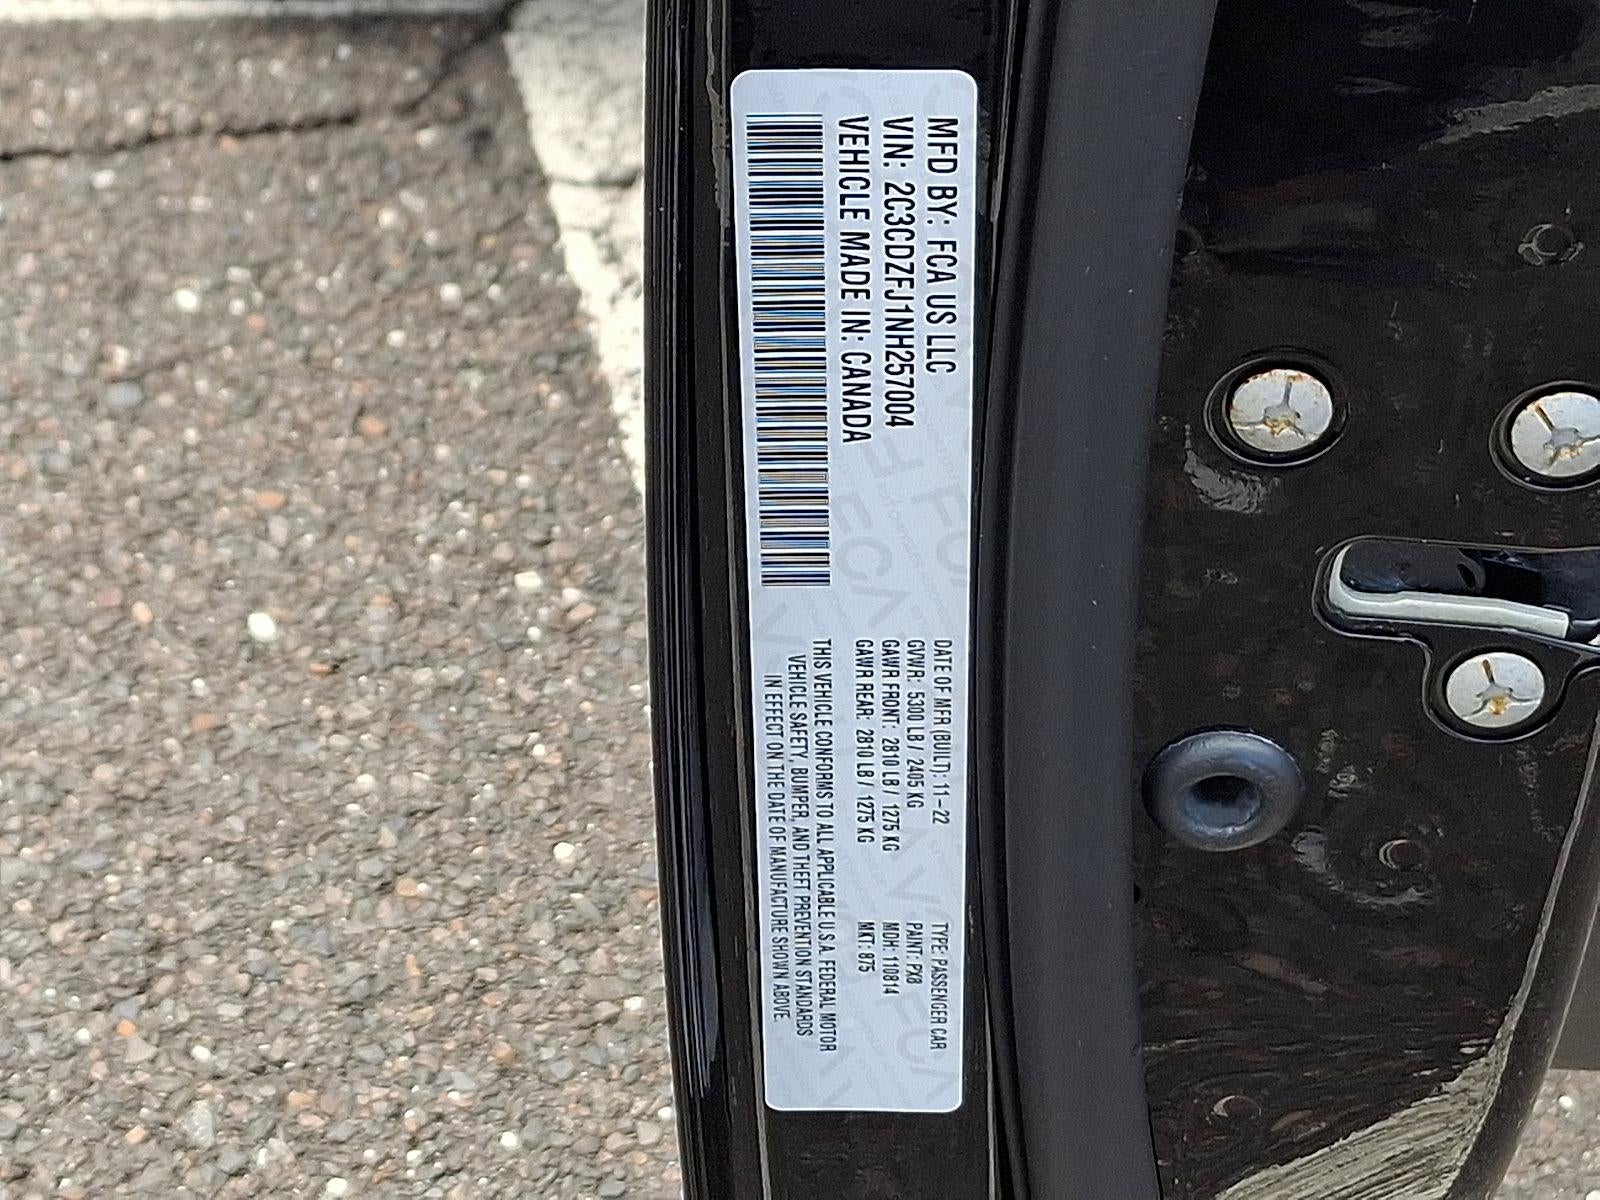 MFD BY: FCA US LLC
VIN: 2C3CDZFJ1NH257004
VEHICLE MADE IN: CANADA
DATE OF MFR (BUILT): 11-22
GVWR: 5300 LB / 2405 KG
GAWR FRONT: 2810 LB / 1275 KG
GAWR REAR: 2810 LB / 1275 KG
TYPE: PASSENGER CAR
PAINT: PX8
MDH: 110814
MKT: 875
THIS VEHICLE CONFORMS TO ALL APPLICABLE U.S.A. FEDERAL MOTOR
VEHICLE SAFETY, BUMPER, AND THEFT PREVENTION STANDARDS
IN EFFECT ON THE DATE OF MANUFACTURE SHOWN ABOVE.